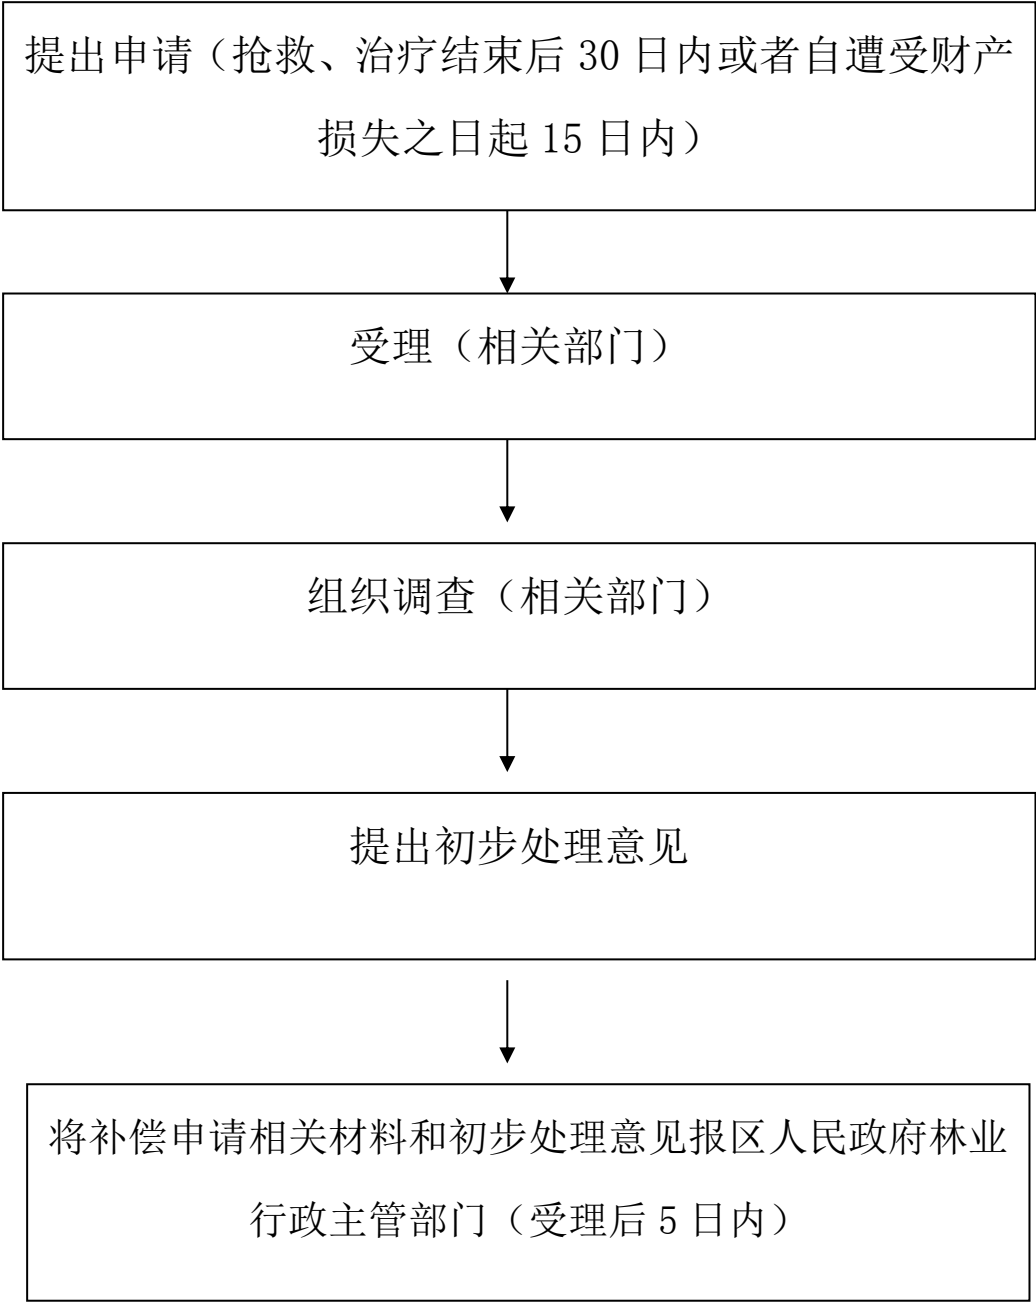 提出申请（抢救、治疗结束后 30 日内或者自遭受财产
损失之日起 15 日内）
受理（相关部门）
组织调查（相关部门）
提出初步处理意见
将补偿申请相关材料和初步处理意见报区人民政府林业
行政主管部门（受理后 5 日内）